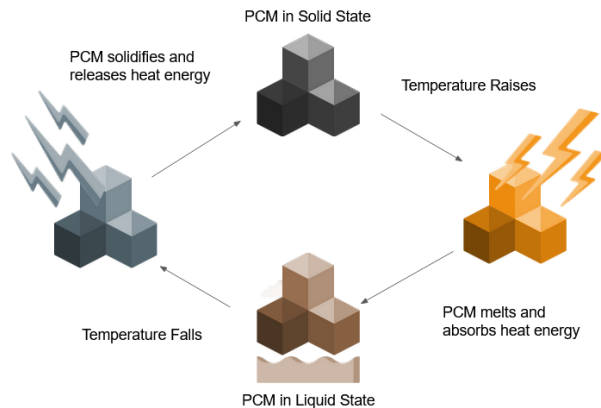 PCM in Solid State
PCM solidifies and
releases heat energy
Temperature Raises
PCM melts and
absorbs heat energy
Temperature Falls
PCM in Liquid State